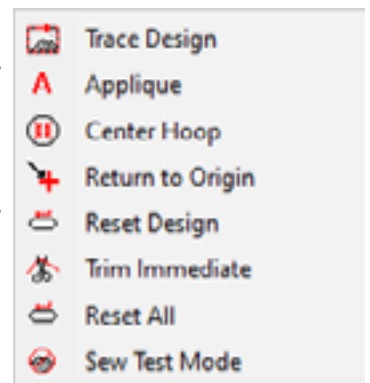 Trace Design
Applique
Center Hoop
Return to Origin
Reset Design
Trim Immediate
Reset All
Sew Test Mode